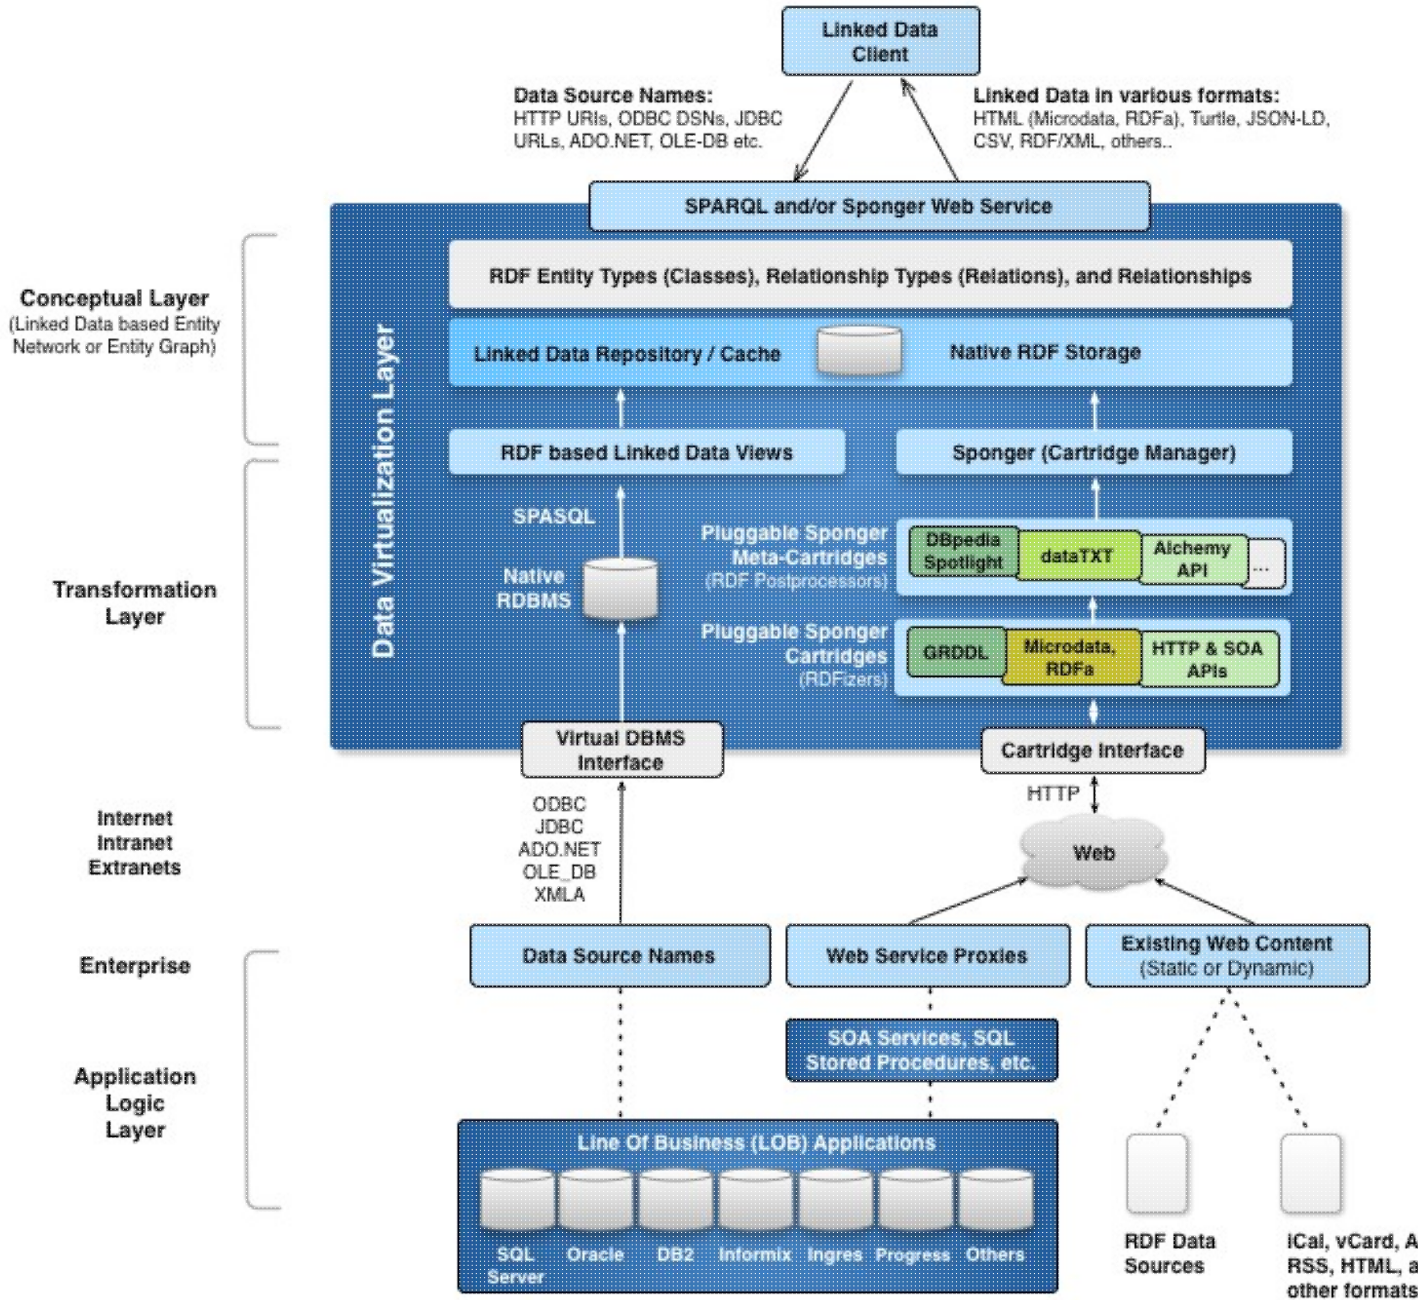 Linked Data
Client
Data Source Names:
HTTP URIs, ODBC DSNs, JDBC
URLs, ADO.NET, OLE-DB etc.
Linked Data in various formats:
HTML (Microdata, RDFa), Turtle, JSON-LD,
CSV, RDF/XML, others..
SPARQL and/or Sponger Web Service
RDF Entity Types (Classes), Relationship Types (Relations), and Relationships
Conceptual Layer
(Linked Data based Entity
Network or Entity Graph)
Data Virtualization Layer
Linked Data Repository / Cache
Native RDF Storage
RDF based Linked Data Views
Sponger (Cartridge Manager)
SPASQL
Native
RDBMS
Pluggable Sponger
Meta-Cartridges
(RDF Postprocessors)
DBpedia
Spotlight
dataTXT
Alchemy
API
...
Transformation
Layer
Pluggable Sponger
Cartridges
(RDFizers)
GRDDL
Microdata,
RDFa
HTTP & SOA
APIs
Virtual DBMS
Interface
Cartridge Interface
ODBC
JDBC
ADO.NET
OLE_DB
XMLA
HTTP
Web
Internet
Intranet
Extranets
Enterprise
Data Source Names
Web Service Proxies
Existing Web Content
(Static or Dynamic)
SOA Services, SQL
Stored Procedures, etc.
Application
Logic
Layer
Line Of Business (LOB) Applications
SQL
Server
Oracle
DB2
Informix
Ingres
Progress
Others
RDF Data
Sources
iCal, vCard,
RSS, HTML,
other formats